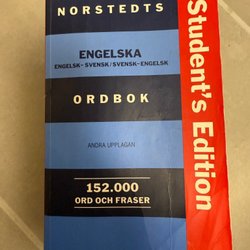 NORSTEDTS
ENGELSKA
ENGELSK–SVENSK/SVENSK–ENGELSK
ORDBOK
ANDRA UPPLAGAN
152.000
ORD OCH FRASER
Student's Edition